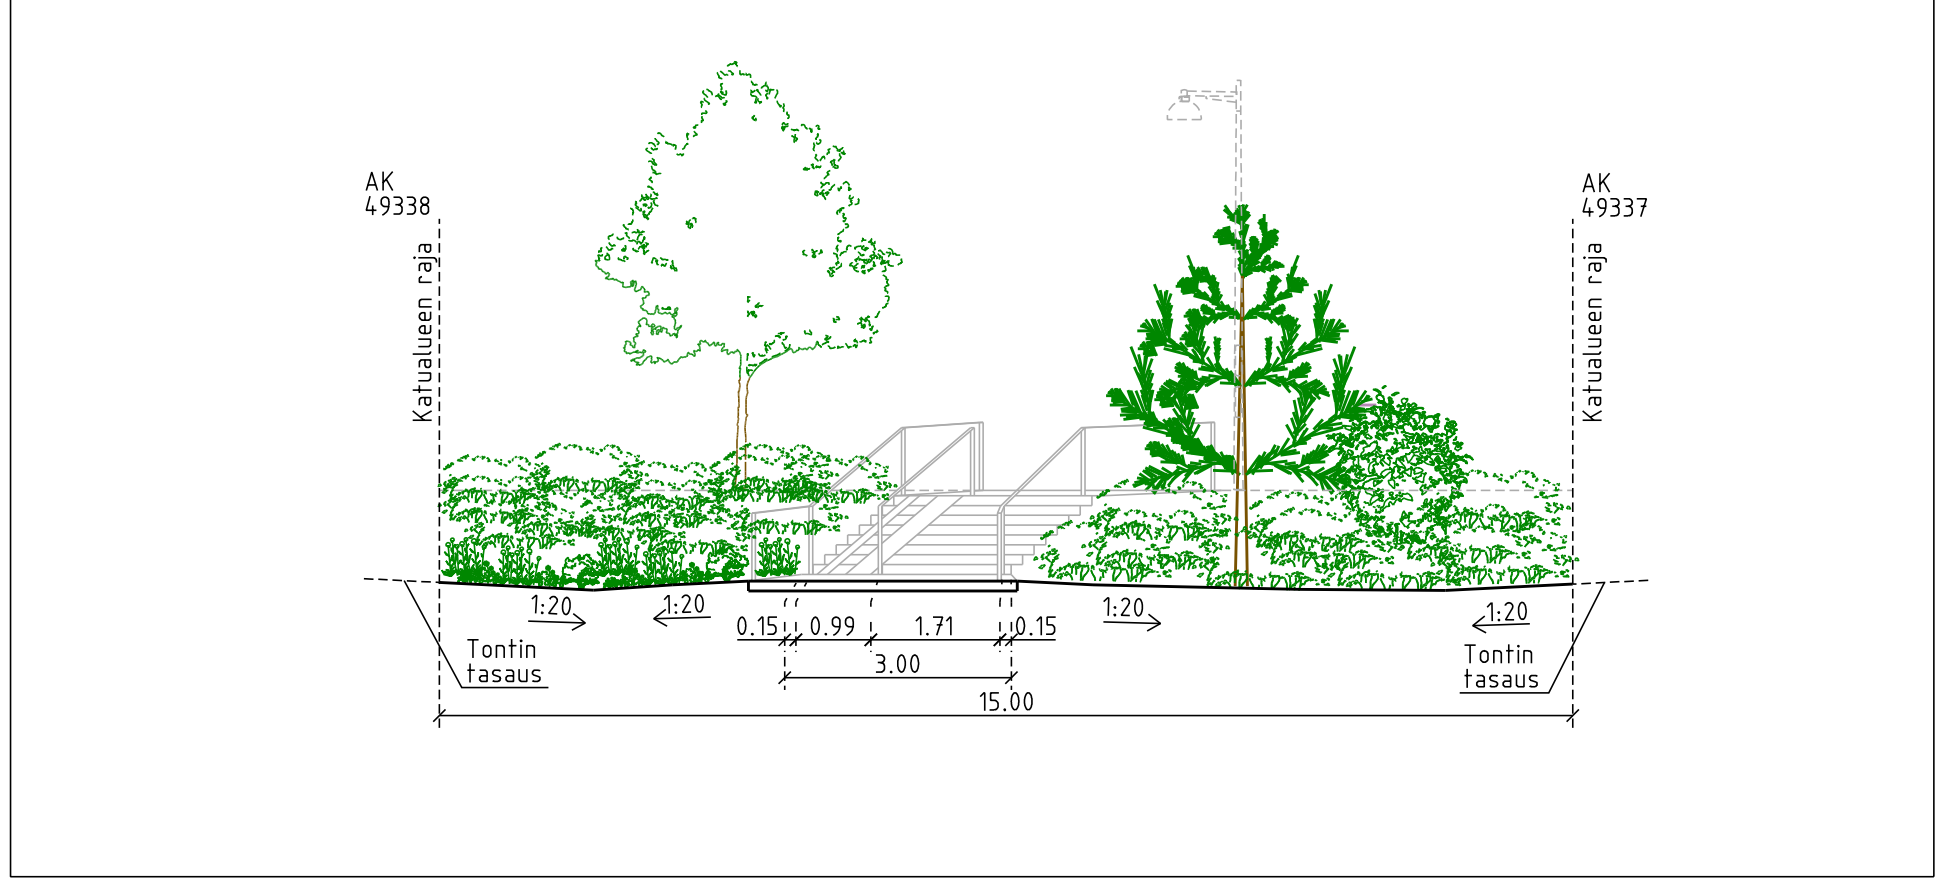 AK
49338
Katualueen raja
AK
49337
Katualueen raja
1:20
1:20
1:20
1:20
0.15
0.99
1.71
0.15
Tontin
tasaus
3.00
Tontin
tasaus
15.00